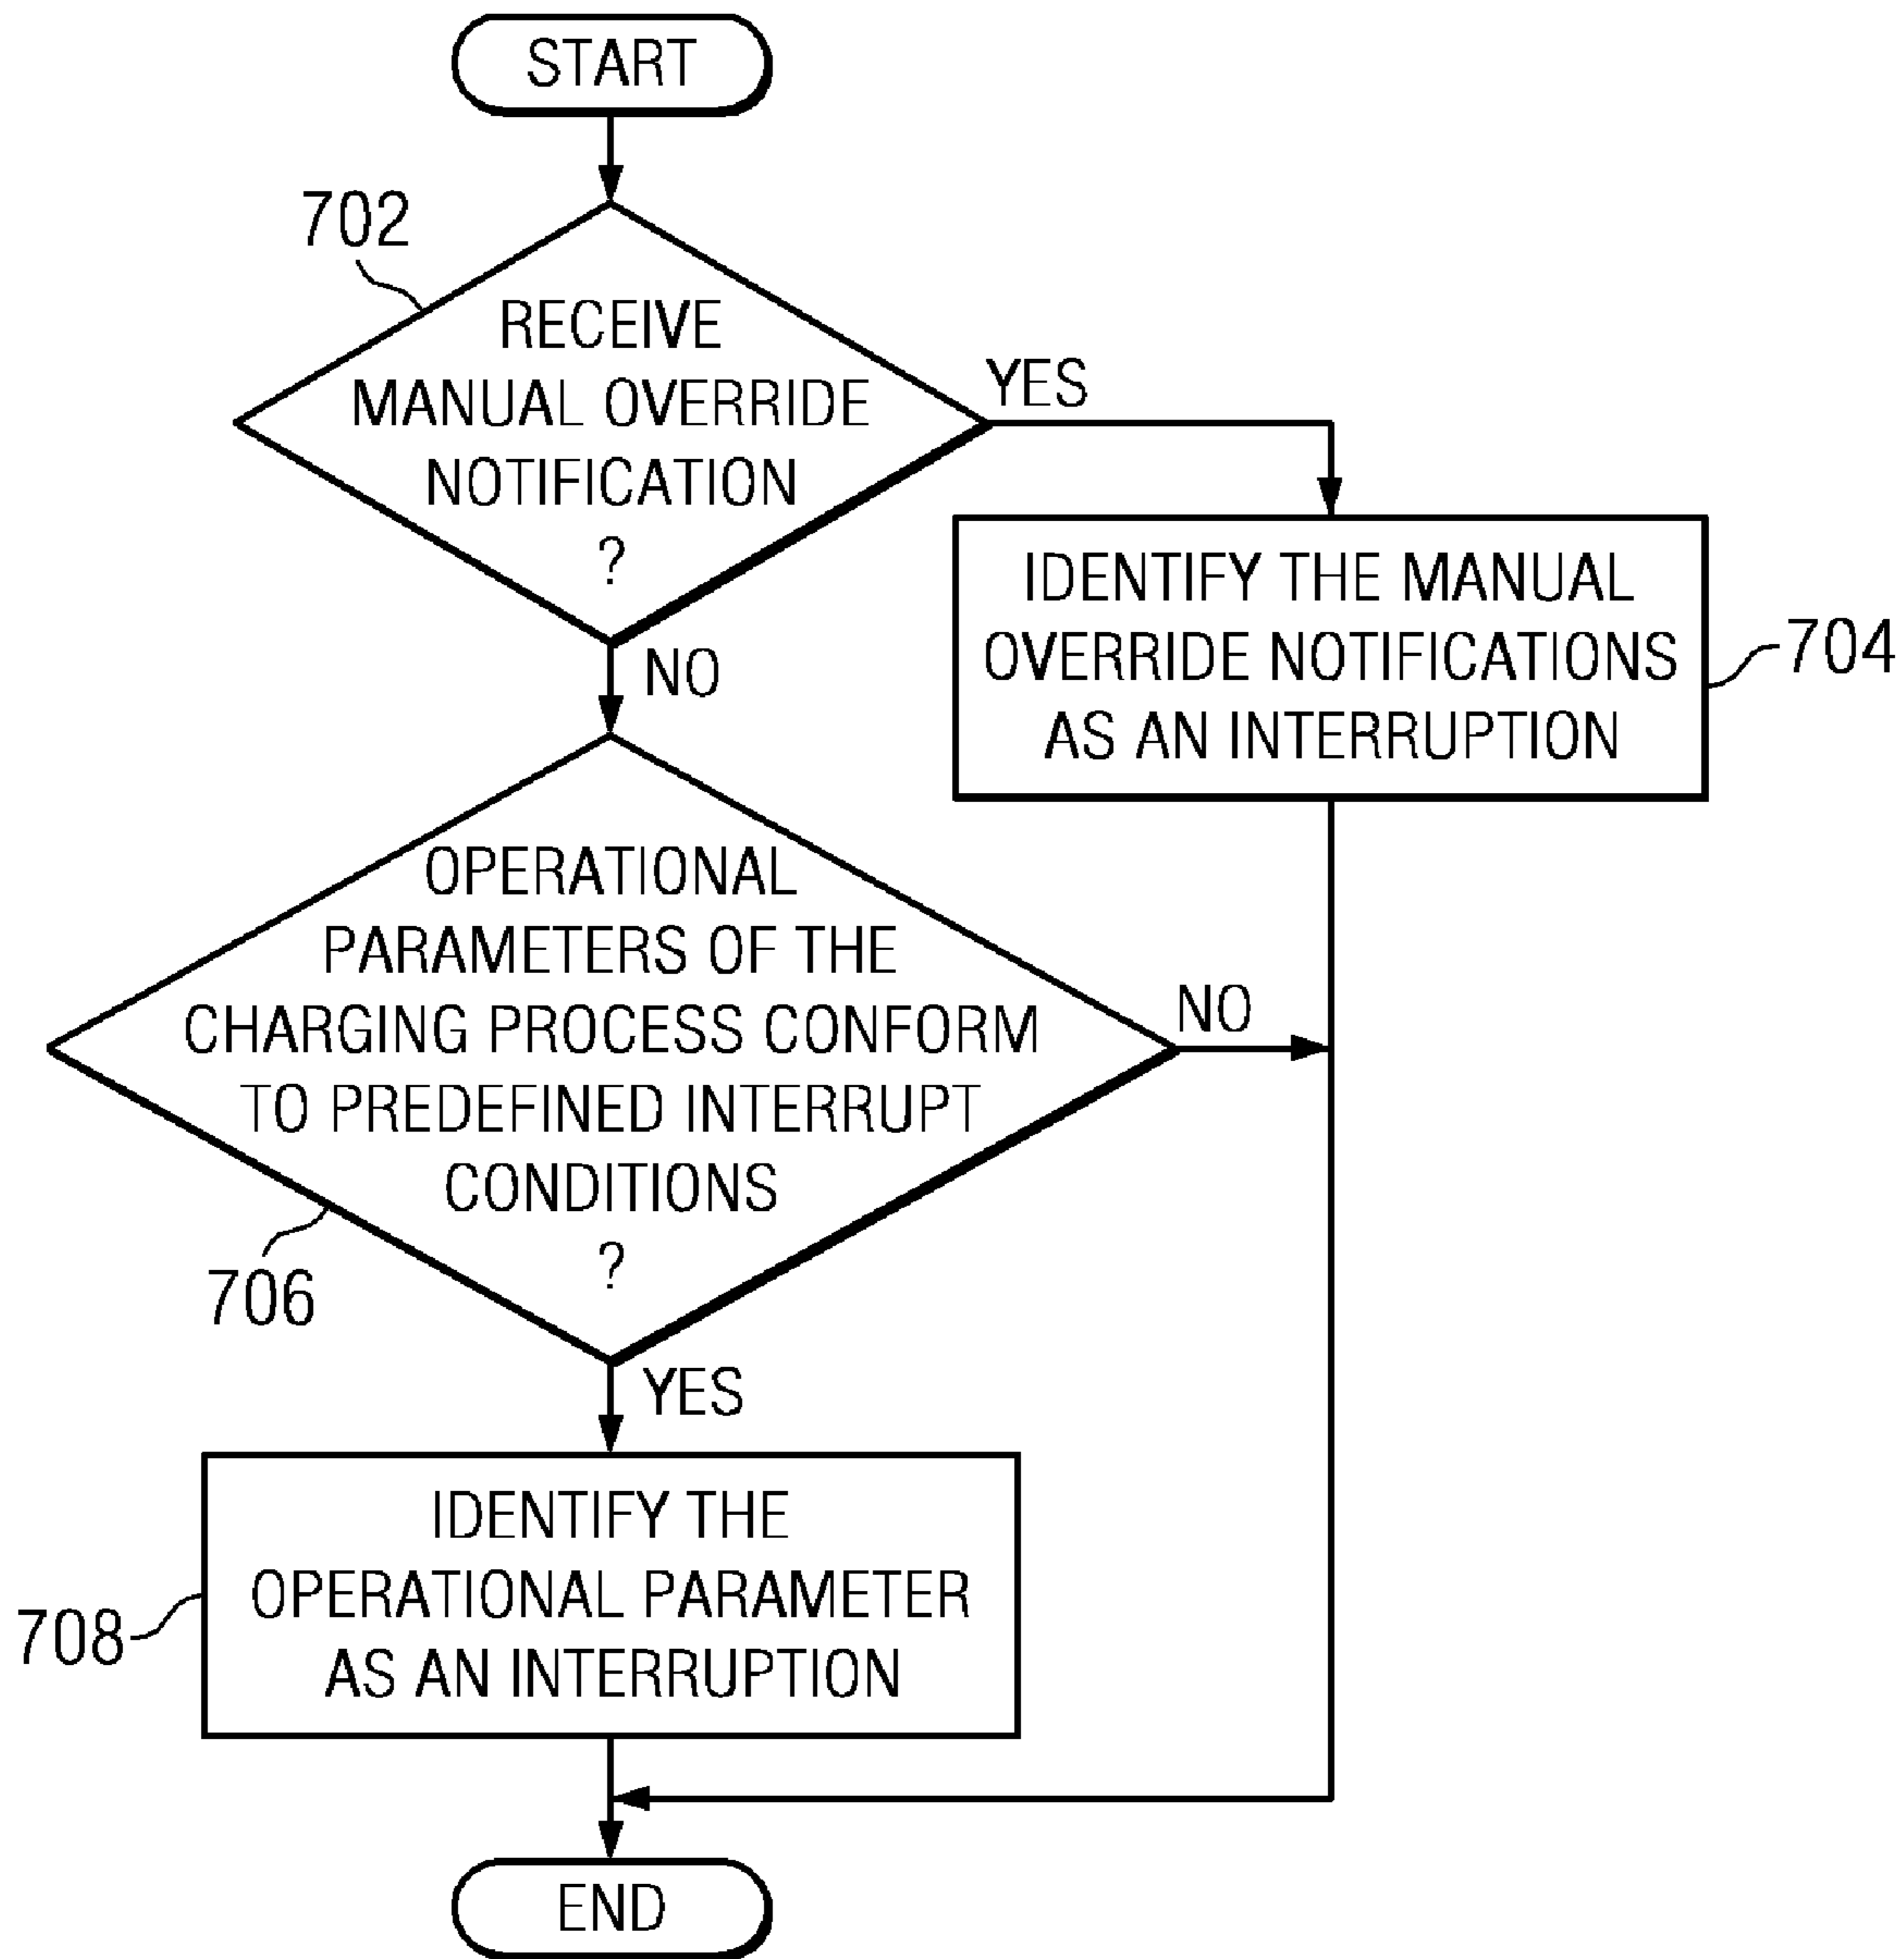 START
702
RECEIVE
MANUAL OVERRIDE
NOTIFICATION
?
YES
NO
IDENTIFY THE MANUAL
OVERRIDE NOTIFICATIONS
AS AN INTERRUPTION
704
OPERATIONAL
PARAMETERS OF THE
CHARGING PROCESS CONFORM
TO PREDEFINED INTERRUPT
CONDITIONS
?
NO
706
YES
IDENTIFY THE
OPERATIONAL PARAMETER
AS AN INTERRUPTION
708
END